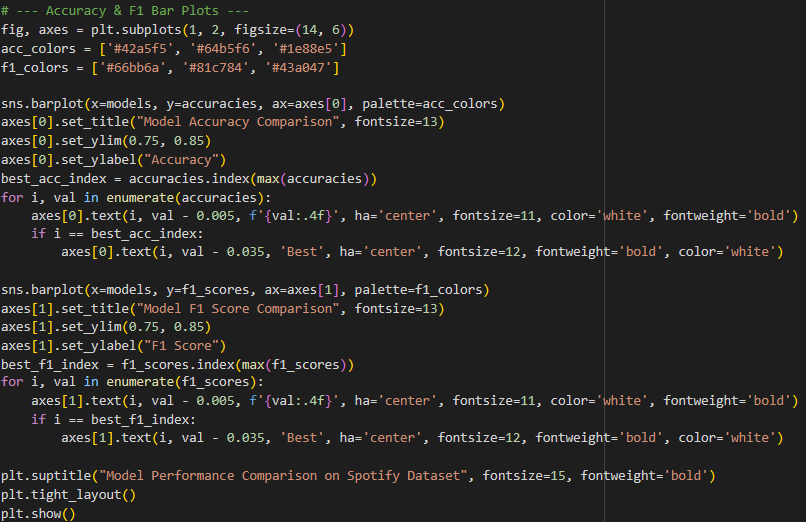 # --- Accuracy & F1 Bar Plots ---
fig, axes = plt.subplots(1, 2, figsize=(14, 6))
acc_colors = ['#42a5f5', '#64b5f6', '#1e88e5']
f1_colors = ['#66bb6a', '#81c784', '#43a047']

sns.barplot(x=models, y=accuracies, ax=axes[0], palette=acc_colors)
axes[0].set_title("Model Accuracy Comparison", fontsize=13)
axes[0].set_ylim(0.75, 0.85)
axes[0].set_ylabel("Accuracy")
best_acc_index = accuracies.index(max(accuracies))
for i, val in enumerate(accuracies):
    axes[0].text(i, val - 0.005, f'{val:.4f}', ha='center', fontsize=11, color='white', fontweight='bold')
    if i == best_acc_index:
        axes[0].text(i, val - 0.035, 'Best', ha='center', fontsize=12, fontweight='bold', color='white')

sns.barplot(x=models, y=f1_scores, ax=axes[1], palette=f1_colors)
axes[1].set_title("Model F1 Score Comparison", fontsize=13)
axes[1].set_ylim(0.75, 0.85)
axes[1].set_ylabel("F1 Score")
best_f1_index = f1_scores.index(max(f1_scores))
for i, val in enumerate(f1_scores):
    axes[1].text(i, val - 0.005, f'{val:.4f}', ha='center', fontsize=11, color='white', fontweight='bold')
    if i == best_f1_index:
        axes[1].text(i, val - 0.035, 'Best', ha='center', fontsize=12, fontweight='bold', color='white')

plt.suptitle("Model Performance Comparison on Spotify Dataset", fontsize=15, fontweight='bold')
plt.tight_layout()
plt.show()